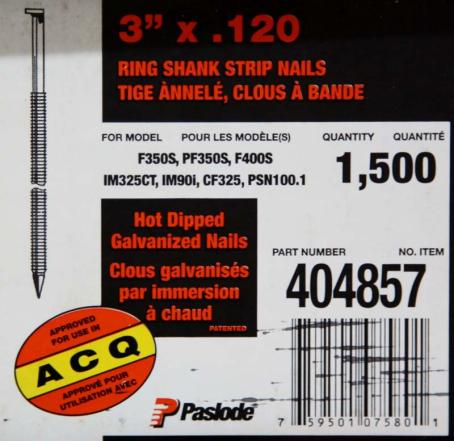 3" x .120
RING SHANK STRIP NAILS
TIGE ÀNNELÉ, CLOUS À BANDE
FOR MODEL POUR LES MODÈLE(S)
F350S, PF350S, F400S
IM325CT, IM90i, CF325, PSN100.1
QUANTITY QUANTITÉ
1,500
Hot Dipped
Galvanized Nails
Clous galvanisés
par immersion
à chaud
PATENTED
PART NUMBER NO. ITEM
404857
APPROVED
FOR USE IN
ACQ
APPROVÉ POUR
UTILISATION AVEC
Paslode
7 59501 07580 1